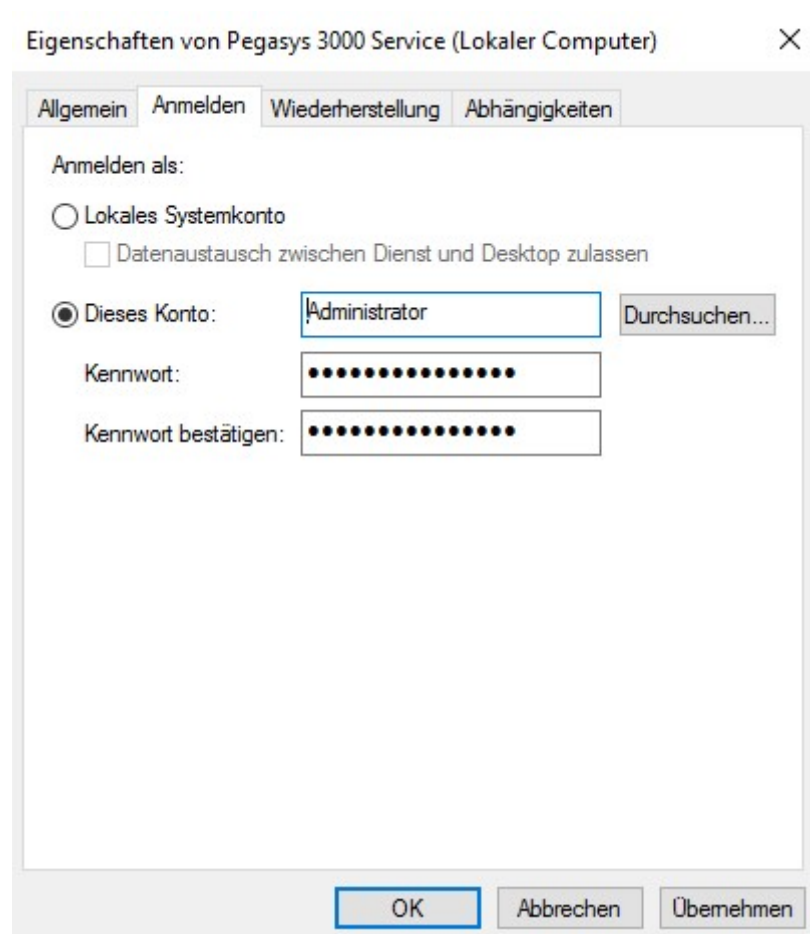 Eigenschaften von Pegasys 3000 Service (Lokaler Computer)
Allgemein Anmelden Wiederherstellung Abhängigkeiten
Anmelden als:
Lokales Systemkonto
Datenaustausch zwischen Dienst und Desktop zulassen
Dieses Konto: Administrator Durchsuchen...
Kennwort: ●●●●●●●●●●●●●●●
Kennwort bestätigen: ●●●●●●●●●●●●●●●
OK Abbrechen Übernehmen